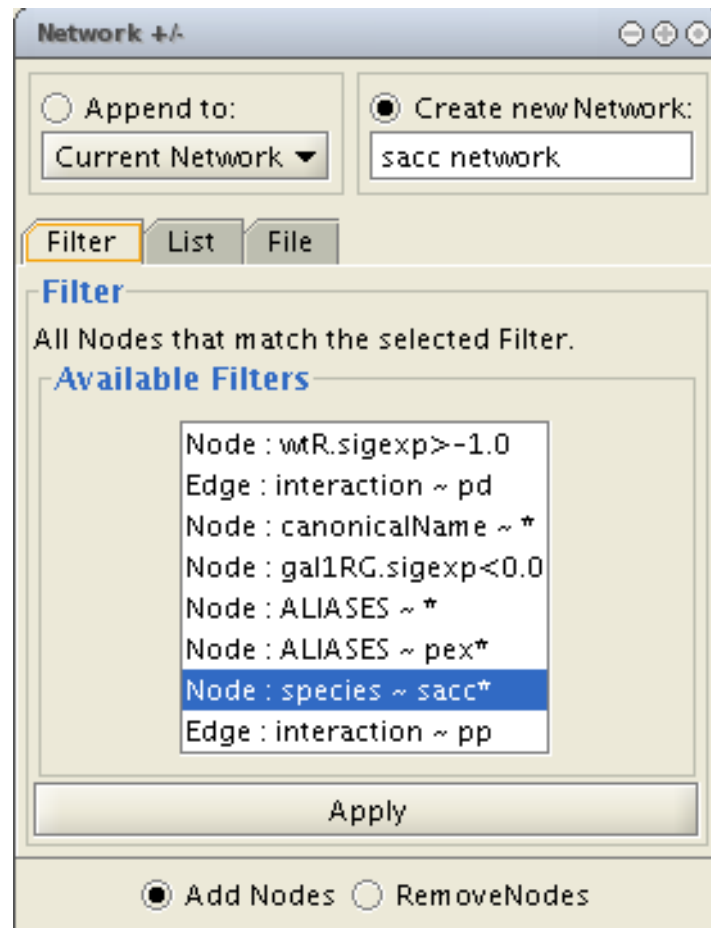 Network +/-
Append to:
Create new Network:
Current Network
sacc network
Filter
List
File
Filter
All Nodes that match the selected Filter.
Available Filters
Node : wtR.sigexp>-1.0
Edge : interaction ~ pd
Node : canonicalName ~ *
Node : gal1RG.sigexp<0.0
Node : ALIASES ~ *
Node : ALIASES ~ pex*
Node : species ~ sacc*
Edge : interaction ~ pp
Apply
Add Nodes
RemoveNodes